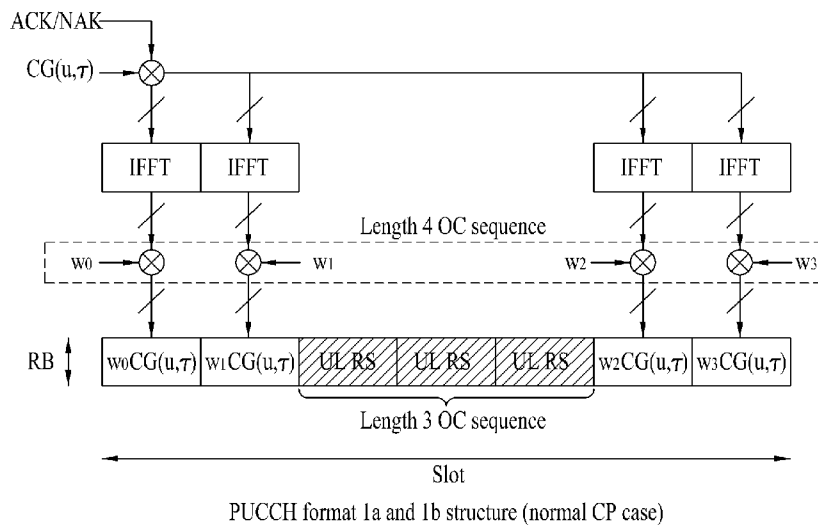 ACK/NAK
CG(u,τ)
IFFT IFFT IFFT IFFT
Length 4 OC sequence
w0 w1 w2 w3
RB w0CG(u,τ) w1CG(u,τ) UL RS UL RS UL RS w2CG(u,τ) w3CG(u,τ)
Length 3 OC sequence
Slot
PUCCH format 1a and 1b structure (normal CP case)